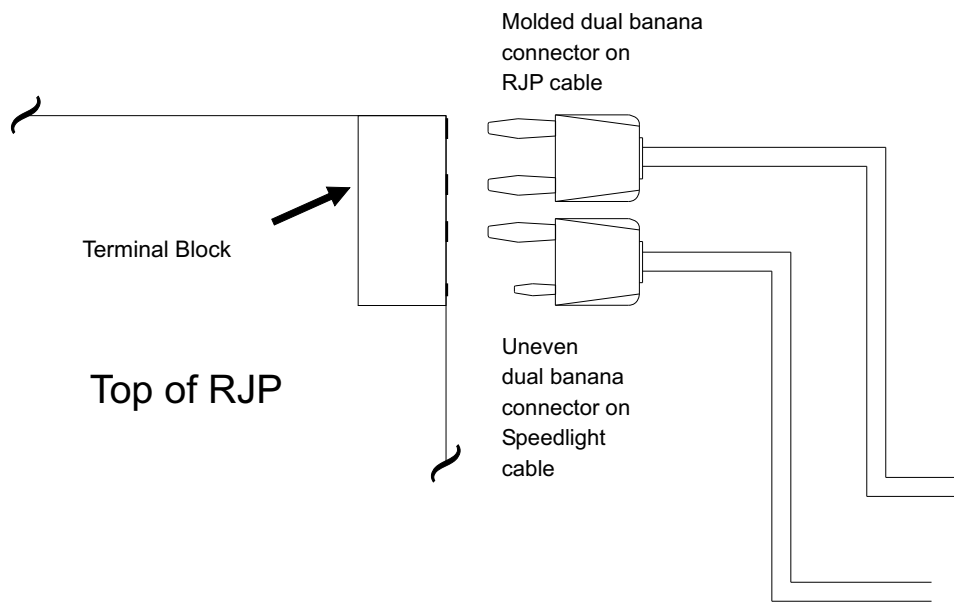 Molded dual banana
connector on
RJP cable
Terminal Block
Top of RJP
Uneven
dual banana
connector on
Speedlight
cable